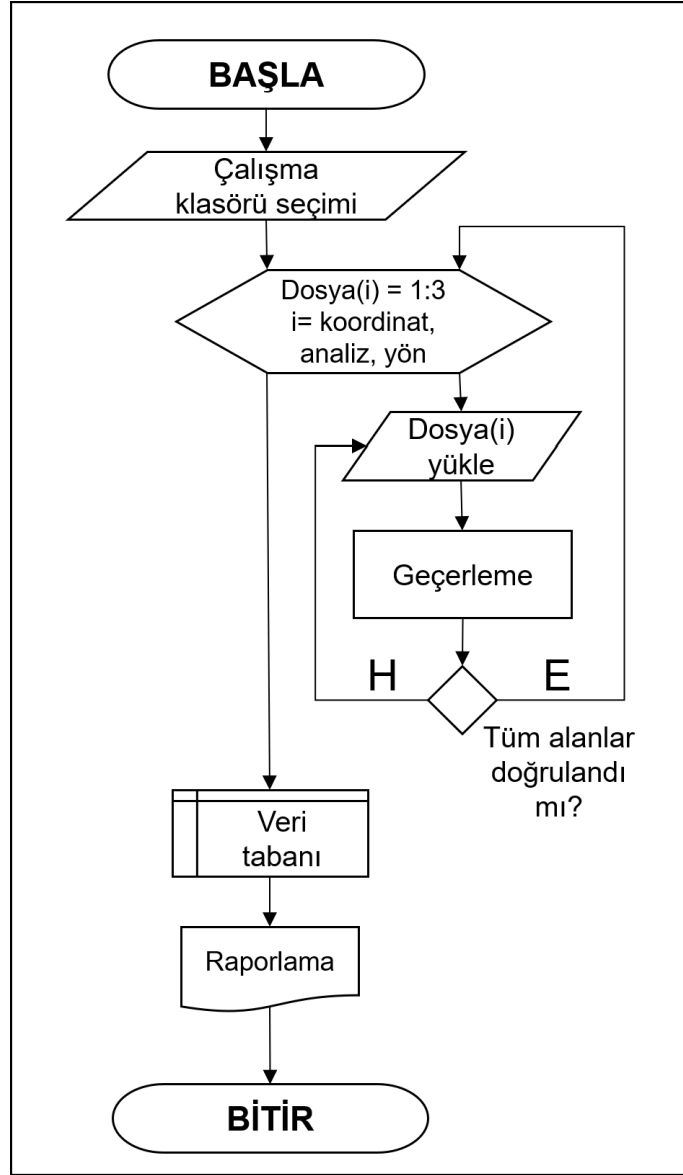 BAŞLA
Çalışma
klasörü seçimi
Dosya(i) = 1:3
i= koordinat,
analiz, yön
Dosya(i)
yükle
Geçerleme
H
E
Tüm alanlar
doğrulandı
mı?
Veri
tabanı
Raporlama
BİTİR